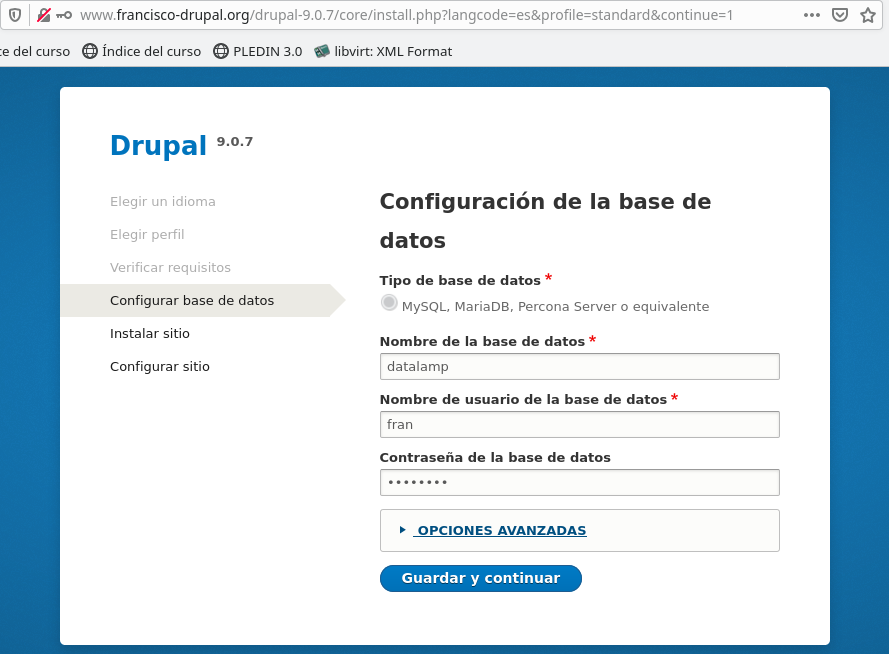 www.francisco-drupal.org/drupal-9.0.7/core/install.php?langcode=es&profile=standard&continue=1
ce del curso Índice del curso PLEDIN 3.0 libvirt: XML Format
Drupal 9.0.7
Elegir un idioma
Elegir perfil
Verificar requisitos
Configurar base de datos
Instalar sitio
Configurar sitio
Configuración de la base de
datos
Tipo de base de datos *
MySQL, MariaDB, Percona Server o equivalente
Nombre de la base de datos *
datalamp
Nombre de usuario de la base de datos *
fran
Contraseña de la base de datos
••••••••
OPCIONES AVANZADAS
Guardar y continuar